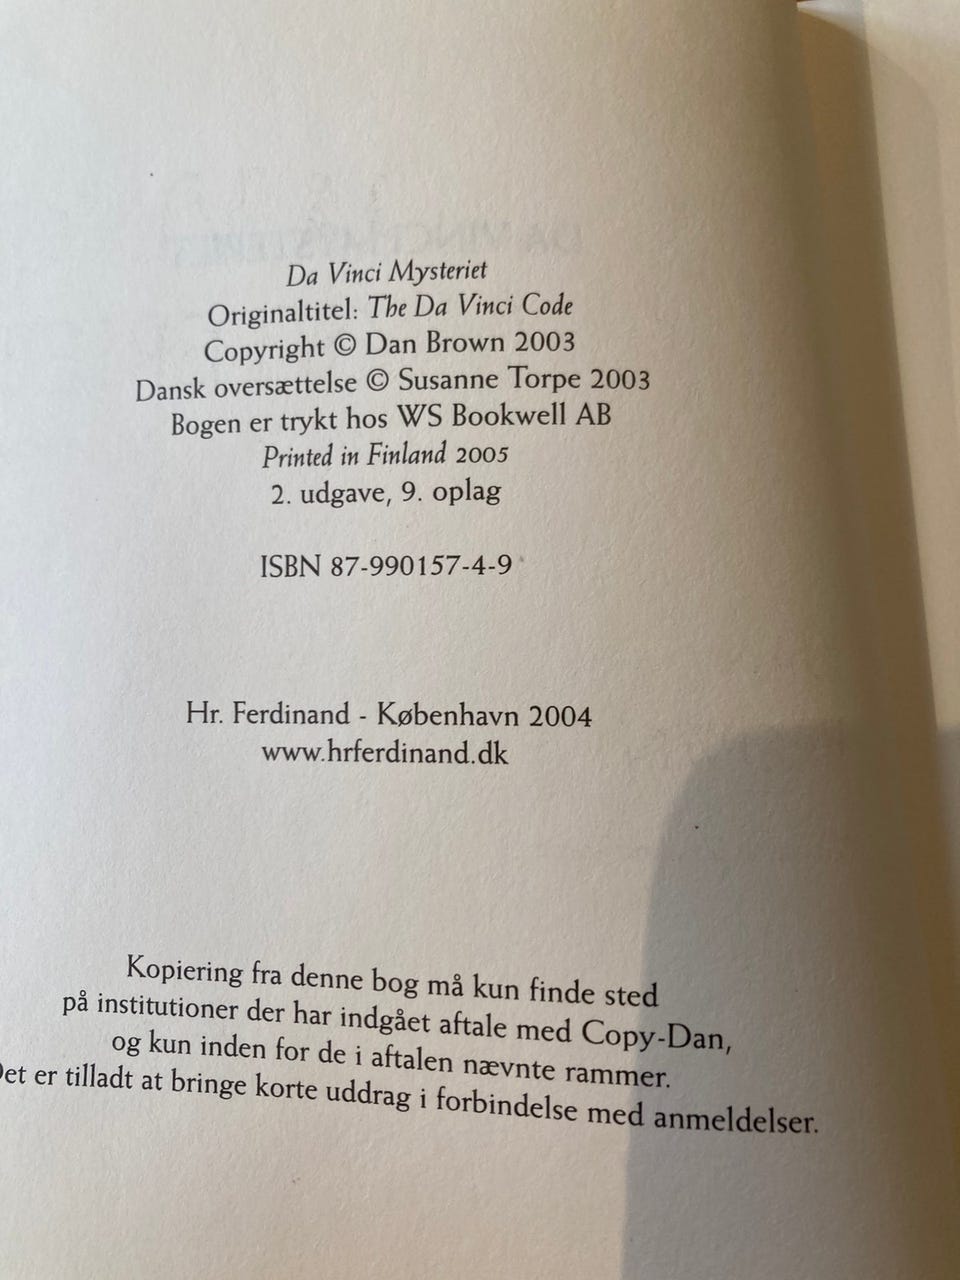 Da Vinci Mysteriet
Originaltitel: The Da Vinci Code
Copyright © Dan Brown 2003
Dansk oversættelse © Susanne Torpe 2003
Bogen er trykt hos WS Bookwell AB
Printed in Finland 2005
2. udgave, 9. oplag
ISBN 87-990157-4-9
Hr. Ferdinand - København 2004
www.hrferdinand.dk
Kopiering fra denne bog må kun finde sted
på institutioner der har indgået aftale med Copy-Dan,
og kun inden for de i aftalen nævnte rammer.
Det er tilladt at bringe korte uddrag i forbindelse med anmeldelser.